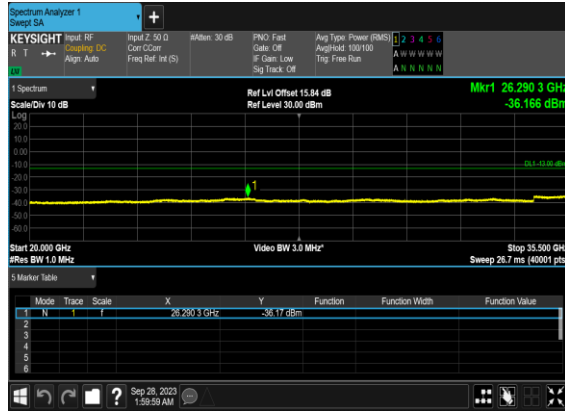 Spectrum Analyzer 1
Swept SA
+
KEYSIGHT Input: RF Input Z: 50 Ω #Atten: 30 dB PNO: Fast Avg Type: Power (RMS) 1 2 3 4 5 6
R T Coupling: DC Corr CCorr Gate: Off Avg|Hold: 100/100 A W W W W W
Align: Auto Freq Ref: Int (S) IF Gain: Low Trig: Free Run
Sig Track: Off A N N N N N
1 Spectrum Ref Lvl Offset 15.84 dB Mkr1 26.290 3 GHz
Scale/Div 10 dB Ref Level 30.00 dBm -36.166 dBm
Log
20.0
10.0
0.00
-10.0 DL1 -13.00 dBm
-20.0
-30.0 1
-40.0
-50.0
-60.0
Start 20.000 GHz Video BW 3.0 MHz* Stop 35.500 GHz
#Res BW 1.0 MHz Sweep 26.7 ms (40001 pts)
5 Marker Table
Mode Trace Scale X Y Function Function Width Function Value
1 N 1 f 26.290 3 GHz -36.17 dBm
2
3
4
5
6
? Sep 28, 2023
1:59:59 AM